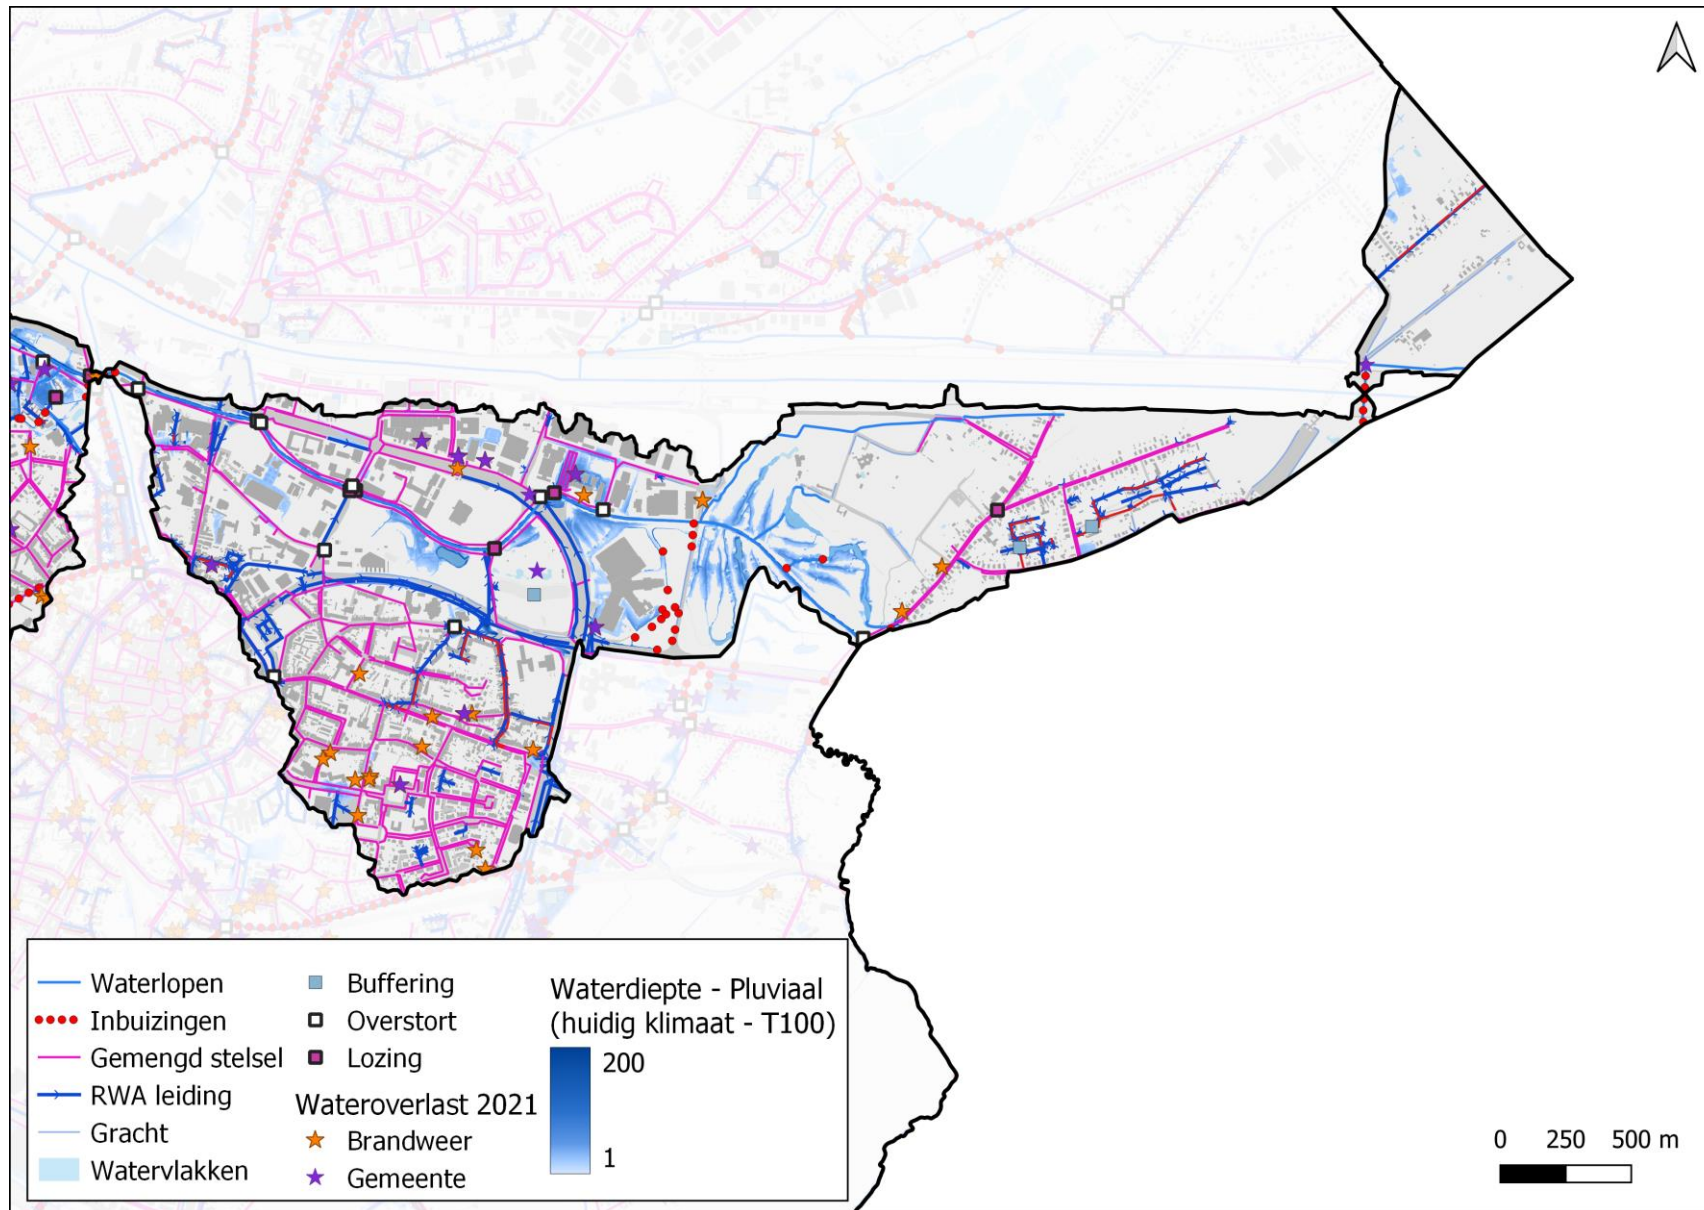 Waterlopen
Inbuizingen
Gemengd stelsel
RWA leiding
Gracht
Watervlakken
Buffering
Overstort
Lozing
Wateroverlast 2021
Brandweer
Gemeente
Waterdiepte - Pluviaal
(huidig klimaat - T100)
200
1
0 250 500 m